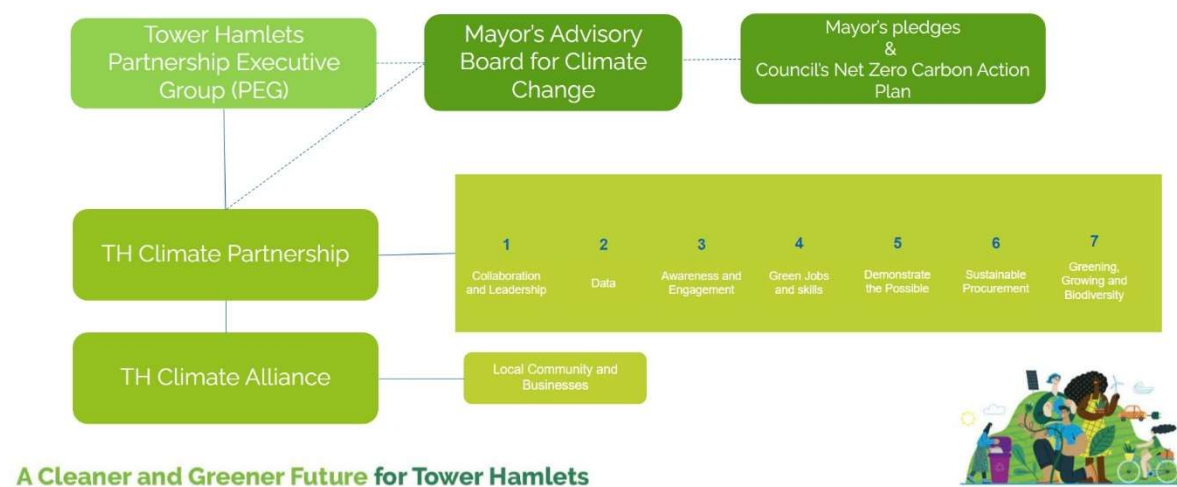 Tower Hamlets
Partnership Executive
Group (PEG)
Mayor's Advisory
Board for Climate
Change
Mayor's pledges
&
Council's Net Zero Carbon Action
Plan
TH Climate Partnership
1
Collaboration
and Leadership
2
Data
3
Awareness and
Engagement
4
Green Jobs
and skills
5
Demonstrate
the Possible
6
Sustainable
Procurement
7
Greening,
Growing and
Biodiversity
TH Climate Alliance
Local Community and
Businesses
A Cleaner and Greener Future for Tower Hamlets